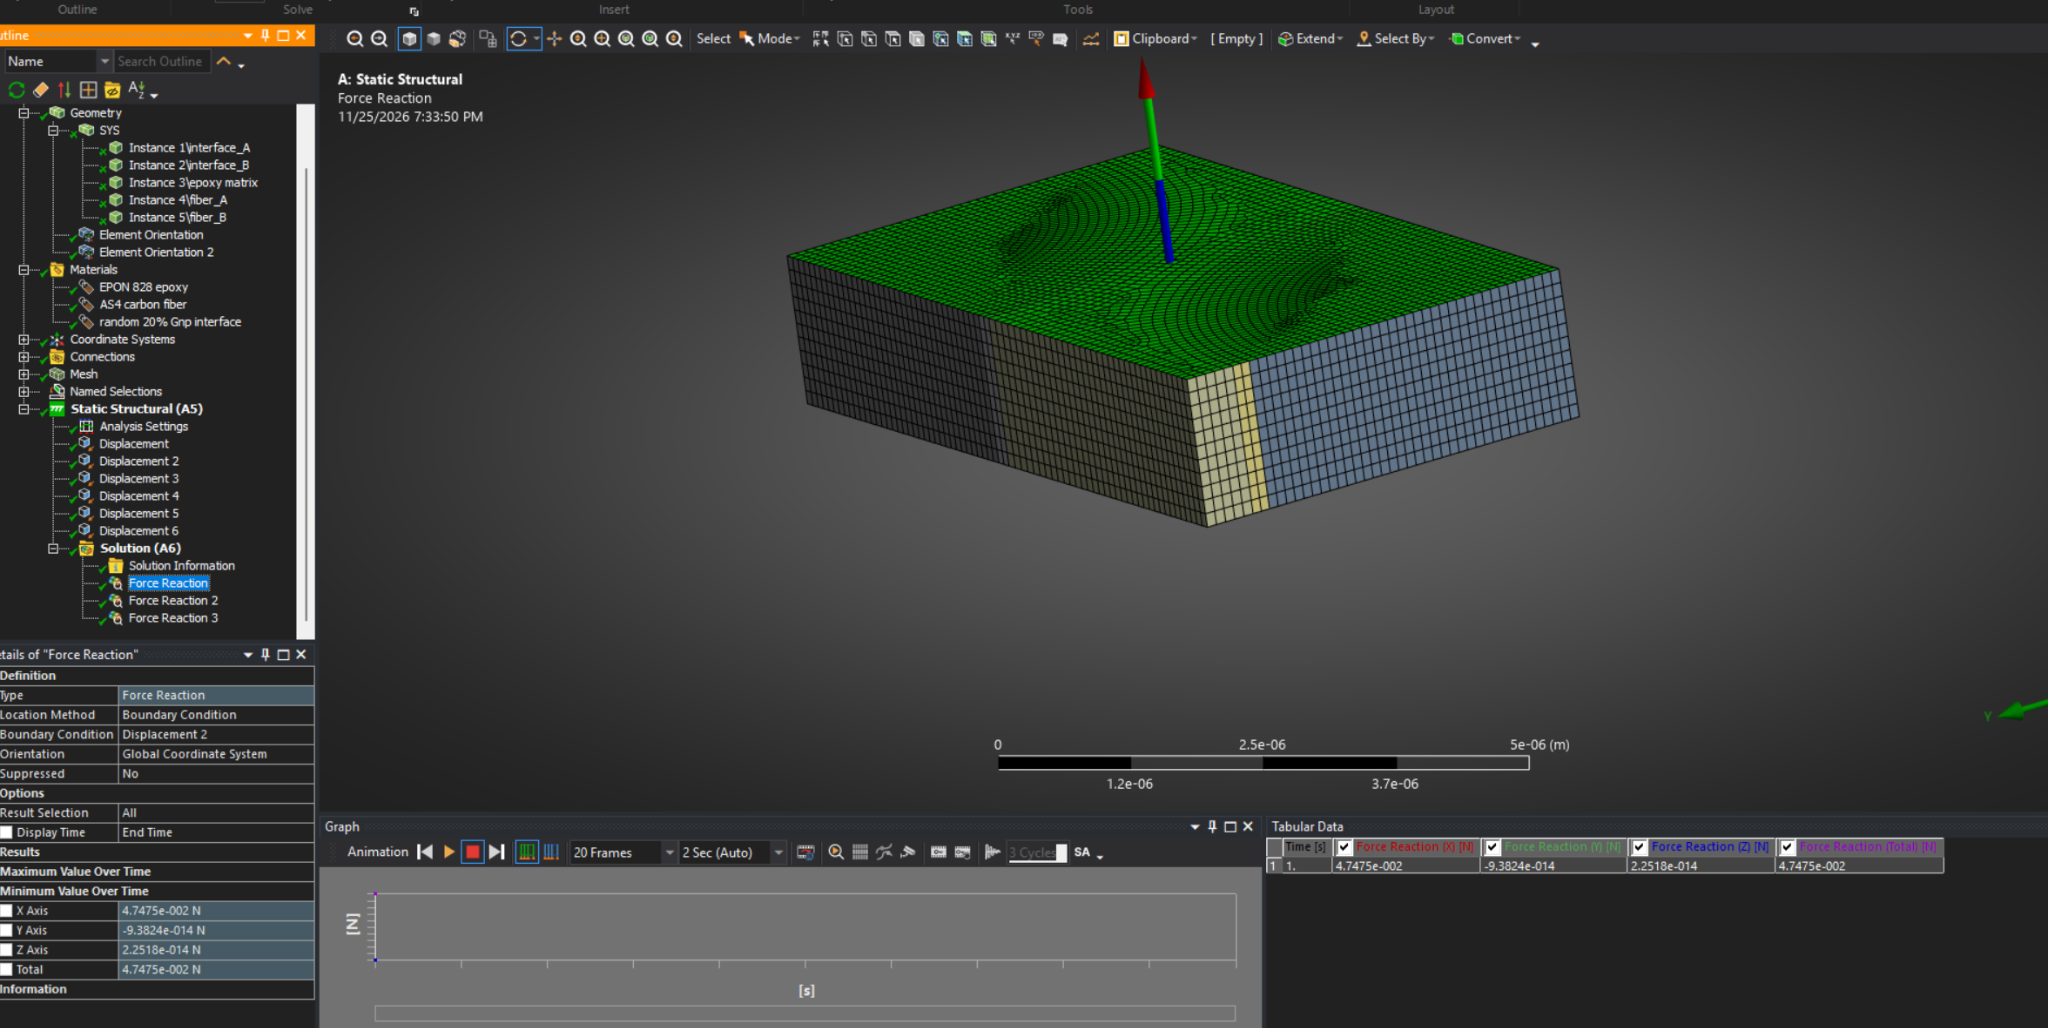 Outline
Solve
Insert
Tools
Layout
utline
Name
Search Outline
Select
Mode
Clipboard
[ Empty ]
Extend
Select By
Convert
Geometry
SYS
Instance 1\interface_A
Instance 2\interface_B
Instance 3\epoxy matrix
Instance 4\fiber_A
Instance 5\fiber_B
Element Orientation
Element Orientation 2
Materials
EPON 828 epoxy
AS4 carbon fiber
random 20% Gnp interface
Coordinate Systems
Connections
Mesh
Named Selections
Static Structural (A5)
Analysis Settings
Displacement
Displacement 2
Displacement 3
Displacement 4
Displacement 5
Displacement 6
Solution (A6)
Solution Information
Force Reaction
Force Reaction 2
Force Reaction 3
A: Static Structural
Force Reaction
11/25/2026 7:33:50 PM
Y
0 2.5e-06 5e-06 (m)
1.2e-06 3.7e-06
etails of "Force Reaction"
Definition
Type Force Reaction
Location Method Boundary Condition
Boundary Condition Displacement 2
Orientation Global Coordinate System
Suppressed No
Options
Result Selection All
Display Time End Time
Results
Maximum Value Over Time
Minimum Value Over Time
X Axis 4.7475e-002 N
Y Axis -9.3824e-014 N
Z Axis 2.2518e-014 N
Total 4.7475e-002 N
Information
Graph
Animation
20 Frames
2 Sec (Auto)
3 Cycles
SA
[N]
[s]
Tabular Data
Time [s] Force Reaction (X) [N] Force Reaction (Y) [N] Force Reaction (Z) [N] Force Reaction (Total) [N]
1 1. 4.7475e-002 -9.3824e-014 2.2518e-014 4.7475e-002